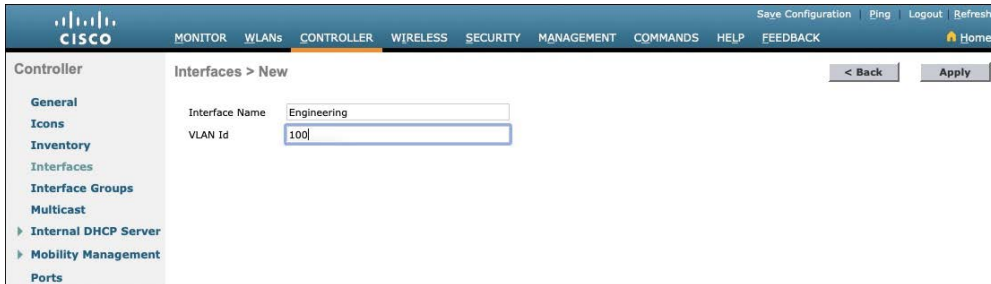 Save Configuration | Ping | Logout | Refresh
CISCO
MONITOR WLANs CONTROLLER WIRELESS SECURITY MANAGEMENT COMMANDS HELP FEEDBACK Home
Controller Interfaces > New < Back Apply
General
Icons
Inventory
Interfaces
Interface Groups
Multicast
Internal DHCP Server
Mobility Management
Ports
Interface Name Engineering
VLAN Id 100